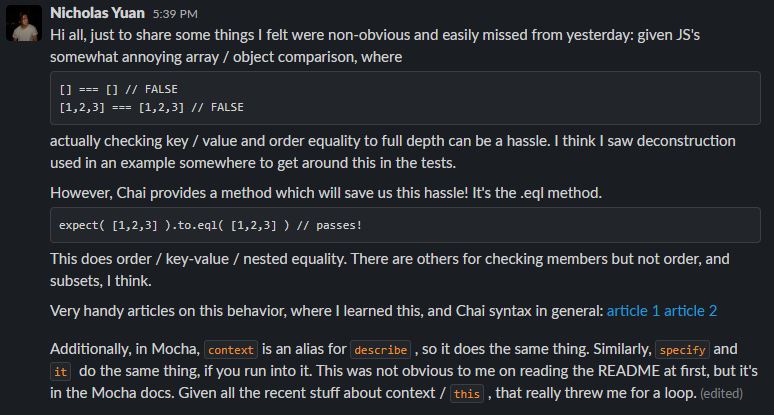 Nicholas Yuan 5:39 PM
Hi all, just to share some things I felt were non-obvious and easily missed from yesterday: given JS's
somewhat annoying array / object comparison, where
[] === [] // FALSE
[1,2,3] === [1,2,3] // FALSE
actually checking key / value and order equality to full depth can be a hassle. I think I saw deconstruction
used in an example somewhere to get around this in the tests.
However, Chai provides a method which will save us this hassle! It's the .eql method.
expect( [1,2,3] ).to.eql( [1,2,3] ) // passes!
This does order / key-value / nested equality. There are others for checking members but not order, and
subsets, I think.
Very handy articles on this behavior, where I learned this, and Chai syntax in general: article 1 article 2
Additionally, in Mocha, context is an alias for describe , so it does the same thing. Similarly, specify and
it do the same thing, if you run into it. This was not obvious to me on reading the README at first, but it's
in the Mocha docs. Given all the recent stuff about context / this , that really threw me for a loop. (edited)